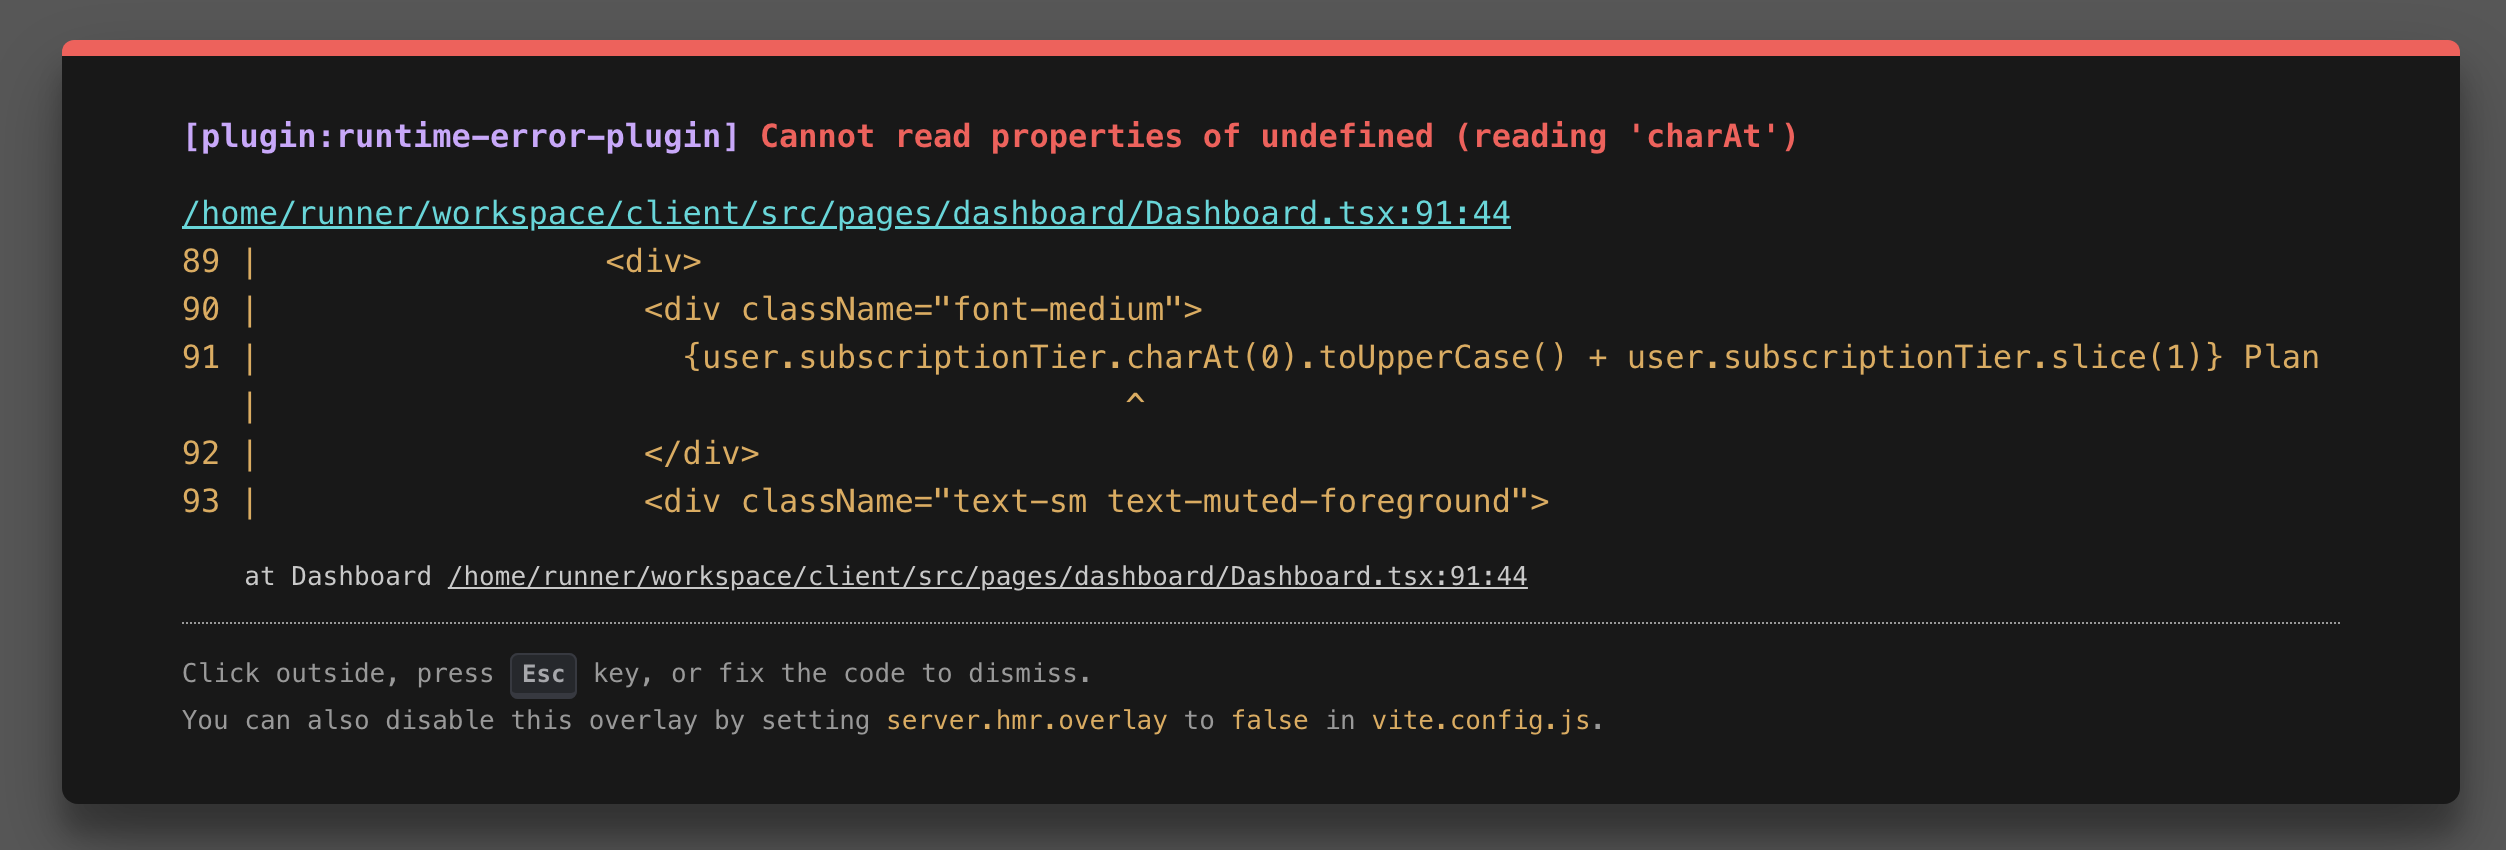 [plugin:runtime-error-plugin] Cannot read properties of undefined (reading 'charAt')
/home/runner/workspace/client/src/pages/dashboard/Dashboard.tsx:91:44
89 |                  <div>
90 |                    <div className="font-medium">
91 |                      {user.subscriptionTier.charAt(0).toUpperCase() + user.subscriptionTier.slice(1)} Plan
   |                                             ^
92 |                    </div>
93 |                    <div className="text-sm text-muted-foreground">
at Dashboard /home/runner/workspace/client/src/pages/dashboard/Dashboard.tsx:91:44
Click outside, press Esc key, or fix the code to dismiss.
You can also disable this overlay by setting server.hmr.overlay to false in vite.config.js.